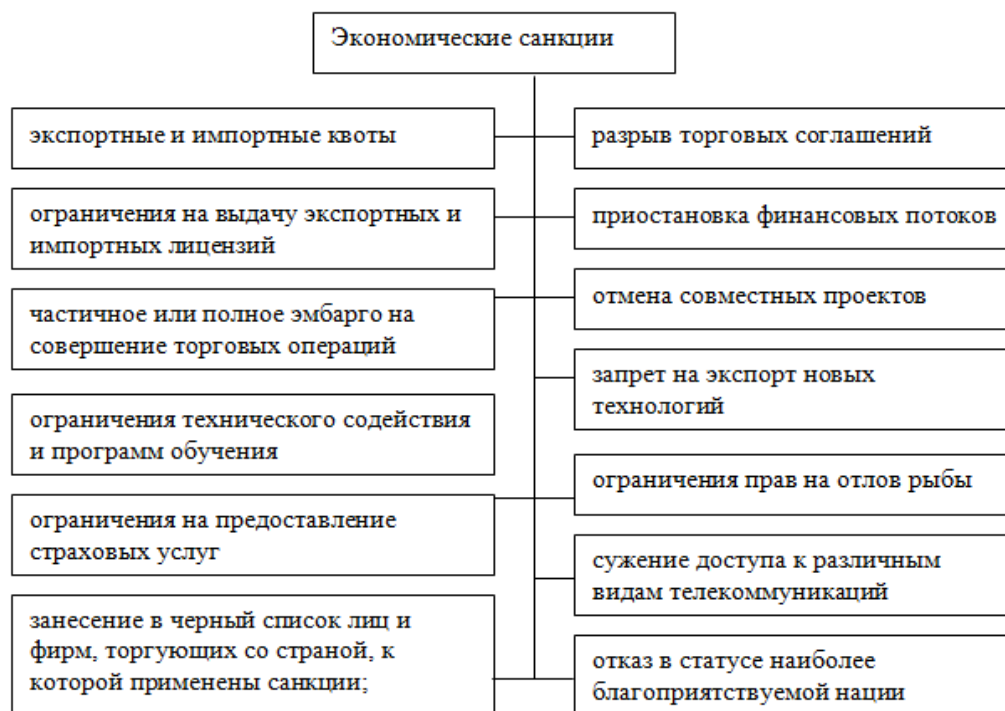 Экономические санкции
экспортные и импортные квоты
ограничения на выдачу экспортных и
импортных лицензий
частичное или полное эмбарго на
совершение торговых операций
ограничения технического содействия
и программ обучения
ограничения на предоставление
страховых услуг
занесение в черный список лиц и
фирм, торгующих со страной, к
которой применены санкции;
разрыв торговых соглашений
приостановка финансовых потоков
отмена совместных проектов
запрет на экспорт новых
технологий
ограничения прав на отлов рыбы
сужение доступа к различным
видам телекоммуникаций
отказ в статусе наиболее
благоприятствуемой нации